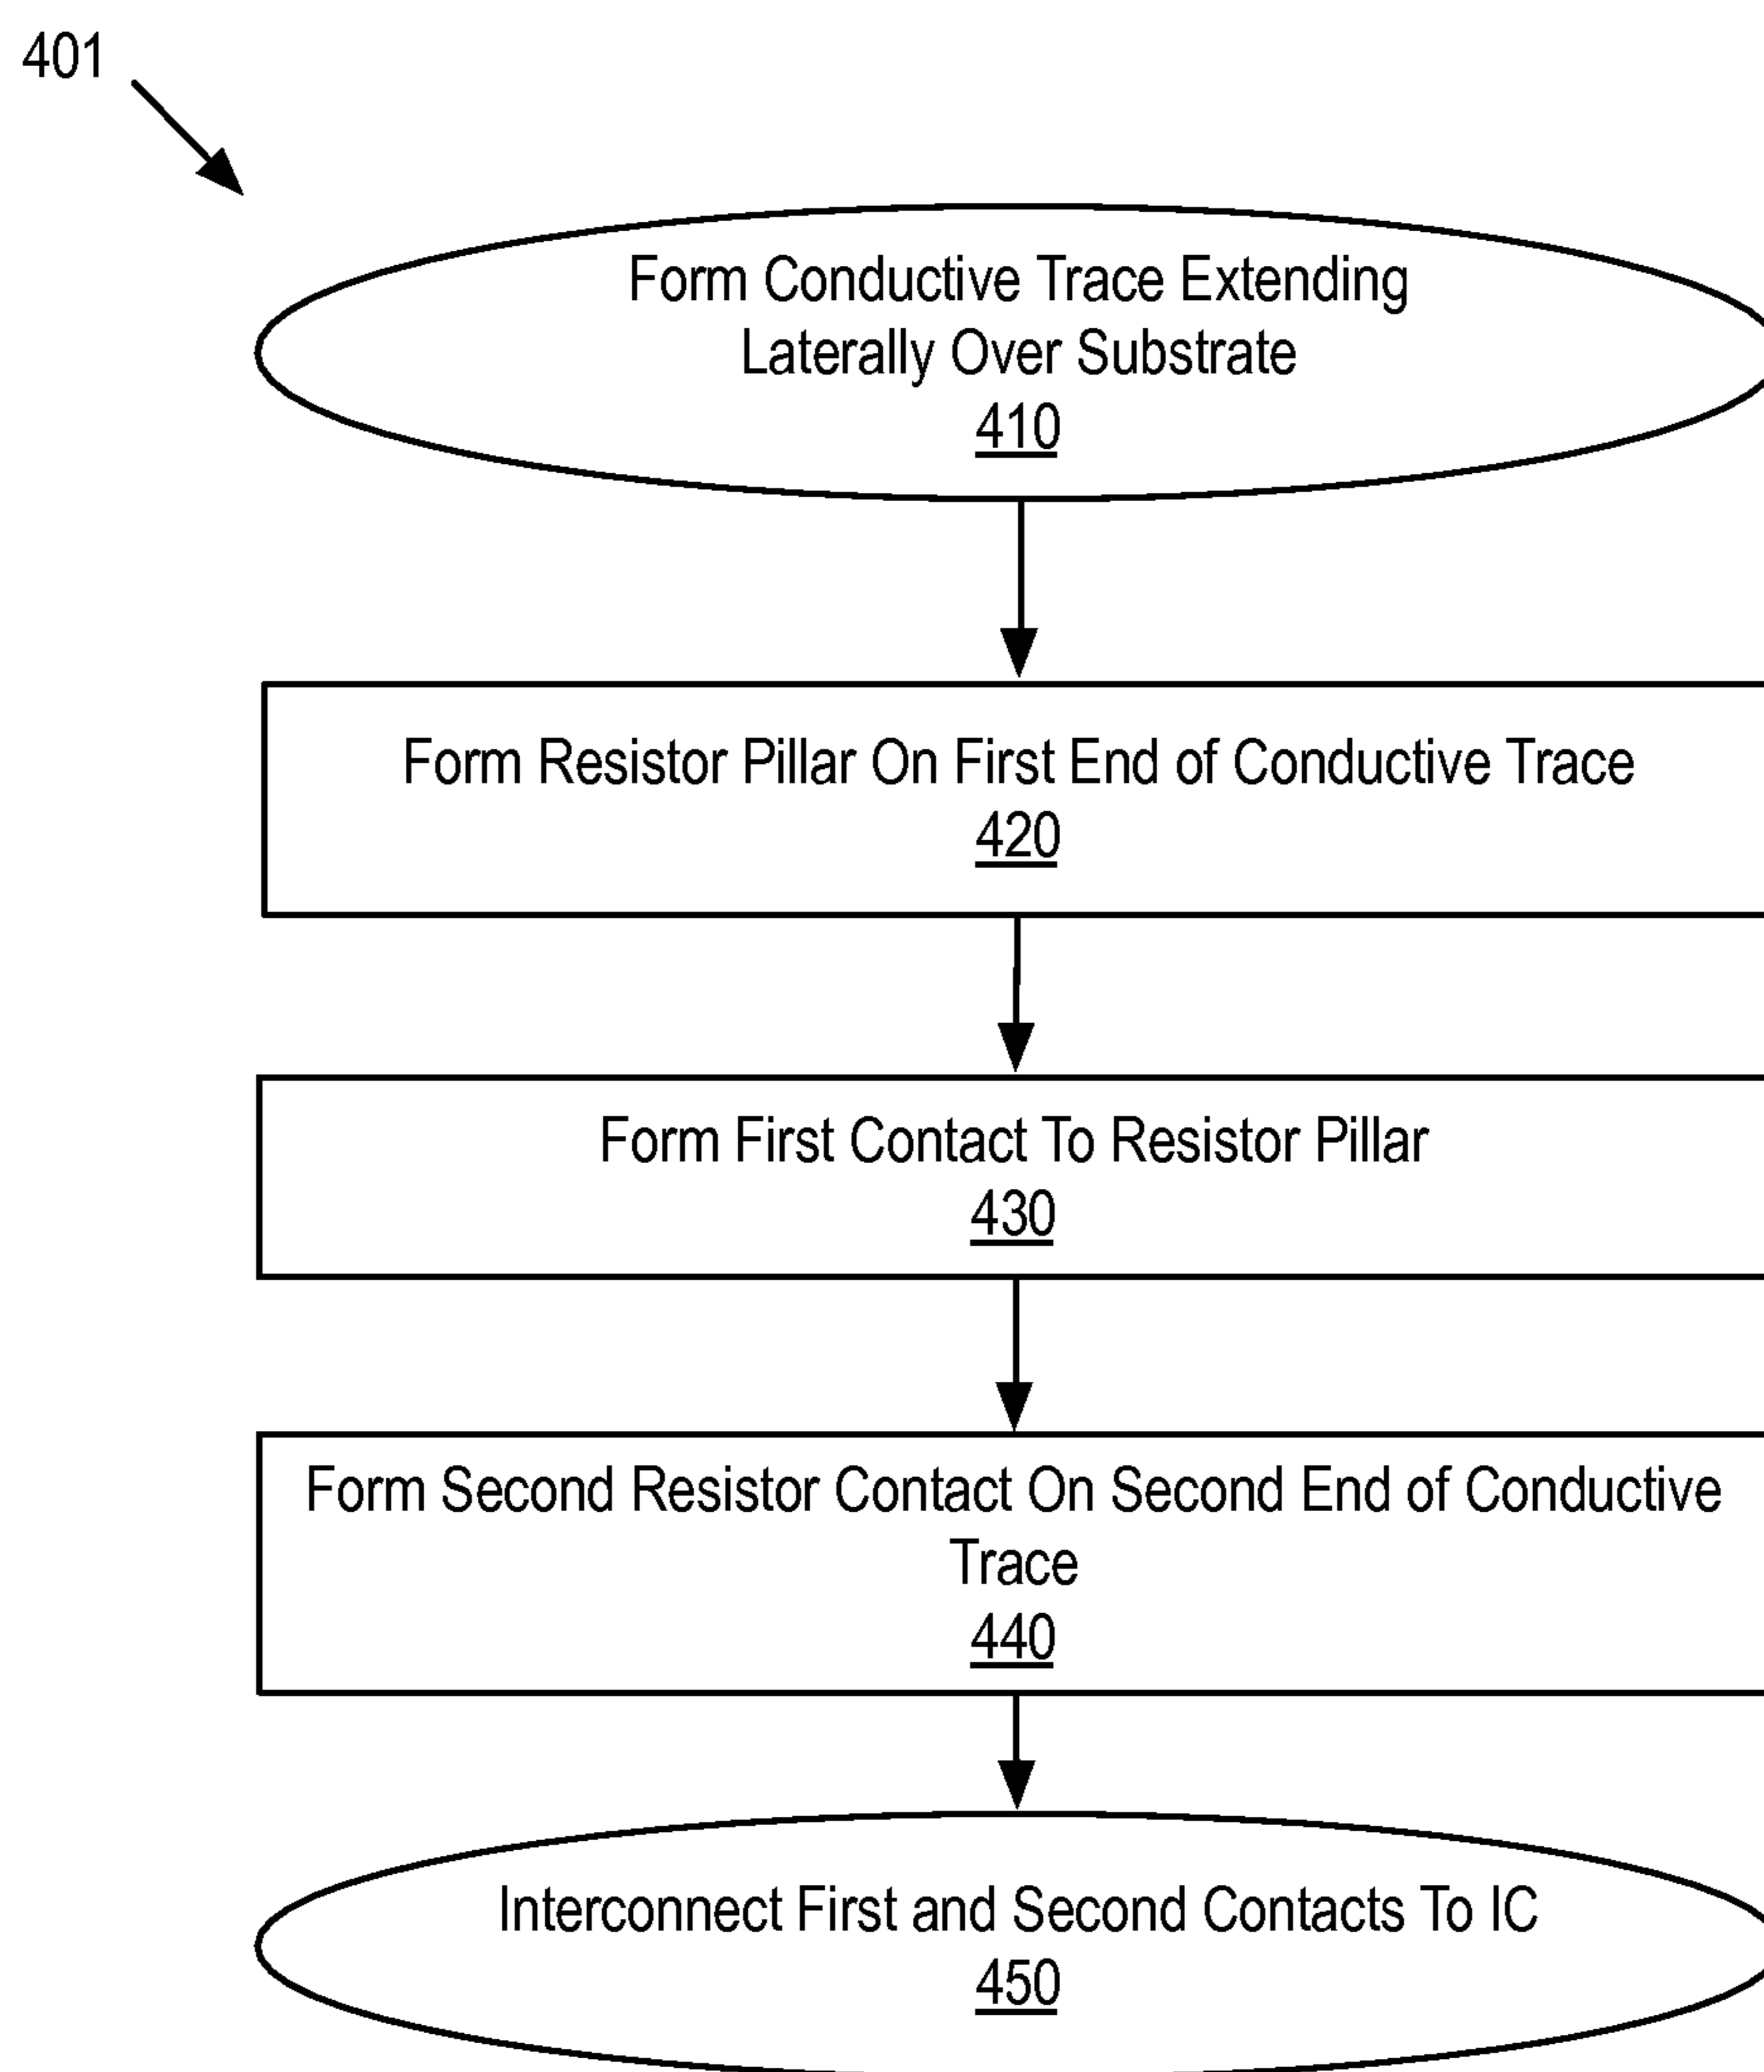 401
Form Conductive Trace Extending
Laterally Over Substrate
410
Form Resistor Pillar On First End of Conductive Trace
420
Form First Contact To Resistor Pillar
430
Form Second Resistor Contact On Second End of Conductive
Trace
440
Interconnect First and Second Contacts To IC
450